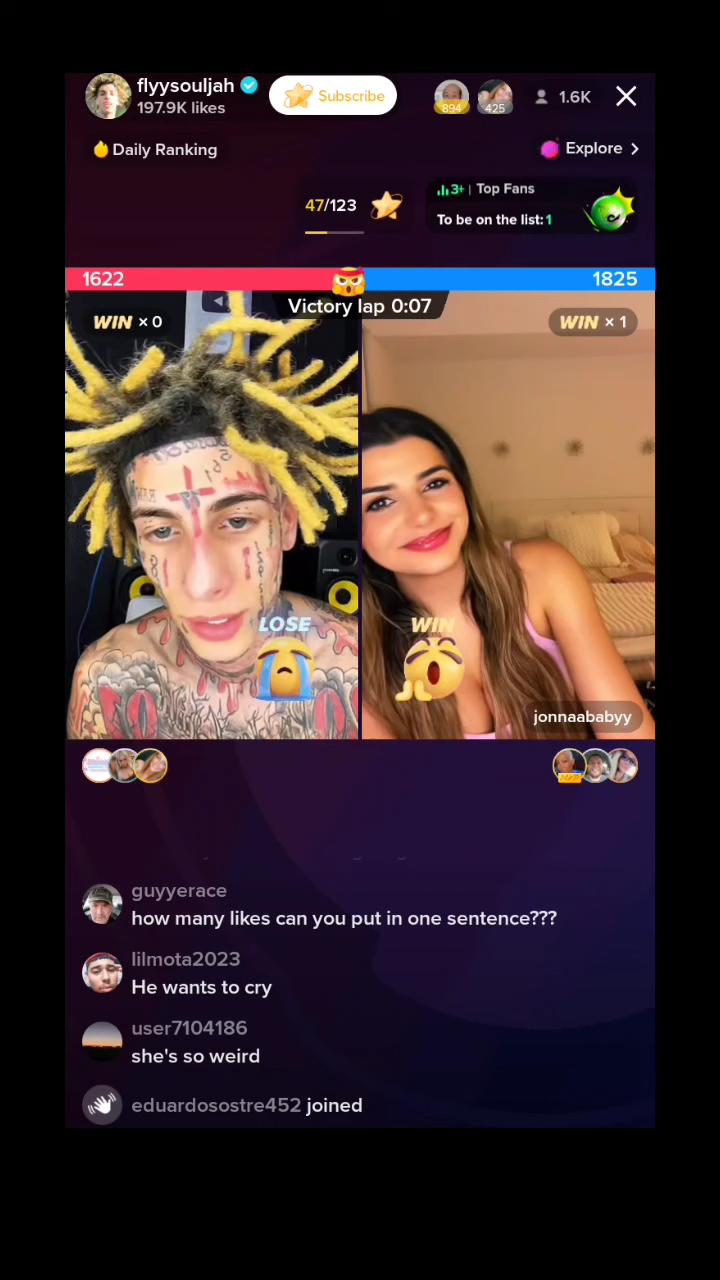 flyysouljah
197.9K likes
Subscribe
894
425
1.6K
Daily Ranking
Explore
47/123
3+ | Top Fans
To be on the list:1
1622
1825
Victory lap 0:07
WIN × 0
WIN × 1
LOSE
WIN
jonnaababyy
guyyerace
how many likes can you put in one sentence???
lilmota2023
He wants to cry
user7104186
she's so weird
eduardosostre452 joined